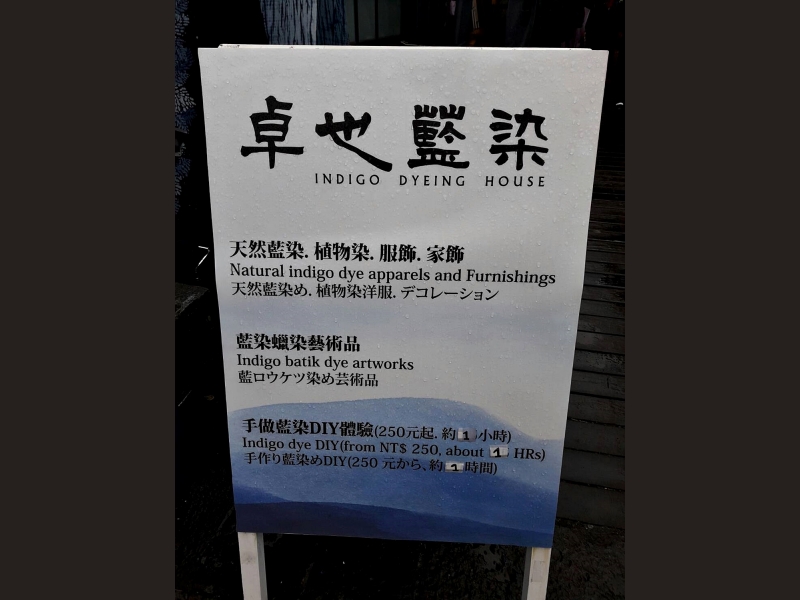 卓也藍染
INDIGO DYEING HOUSE
天然藍染. 植物染. 服飾. 家飾
Natural indigo dye apparels and Furnishings
天然藍染め. 植物染洋服. デコレーション
藍染蠟染藝術品
Indigo batik dye artworks
藍ロウケツ染め芸術品
手做藍染DIY體驗(250元起. 約 1 小時)
Indigo dye DIY(from NT$ 250, about 1 HRs)
手作り藍染めDIY(250 元から、約 1 時間)